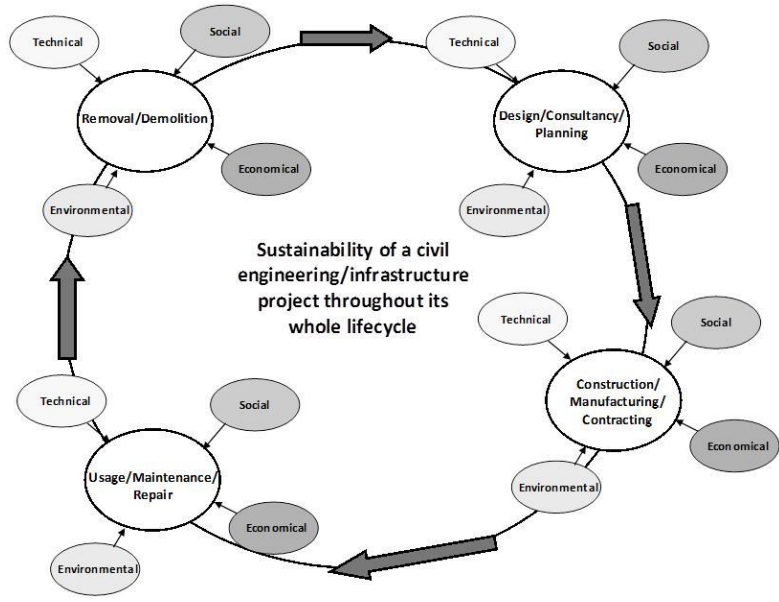 Technical
Social
Removal/Demolition
Economical
Environmental
Technical
Social
Design/Consultancy/
Planning
Economical
Environmental
Sustainability of a civil
engineering/infrastructure
project throughout its
whole lifecycle
Technical
Social
Construction/
Manufacturing/
Contracting
Economical
Environmental
Technical
Social
Usage/Maintenance/
Repair
Economical
Environmental